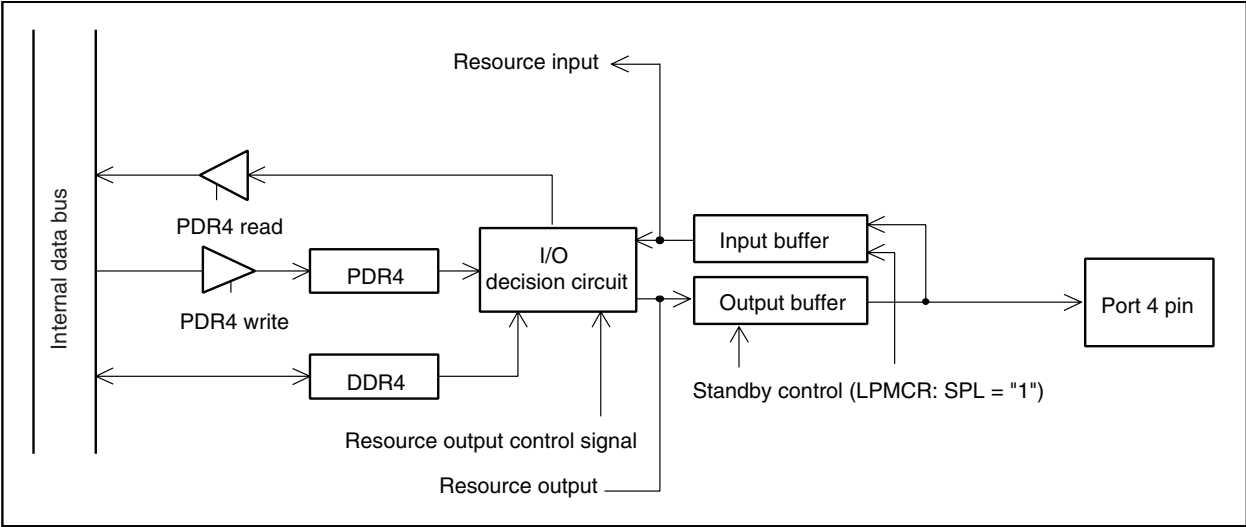 Resource input
Internal data bus
PDR4 read
I/O
decision circuit
Input buffer
PDR4
Output buffer
Port 4 pin
PDR4 write
DDR4
Standby control (LPMCR: SPL = "1")
Resource output control signal
Resource output